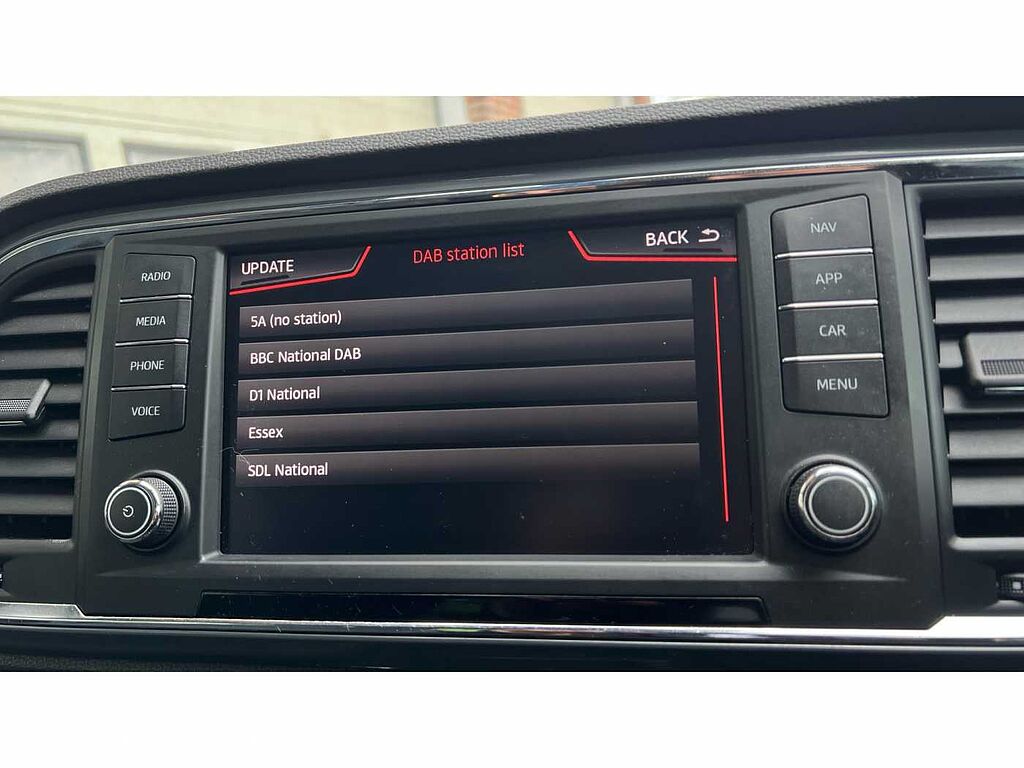 RADIO
MEDIA
PHONE
VOICE
UPDATE
DAB station list
BACK
5A (no station)
BBC National DAB
D1 National
Essex
SDL National
NAV
APP
CAR
MENU